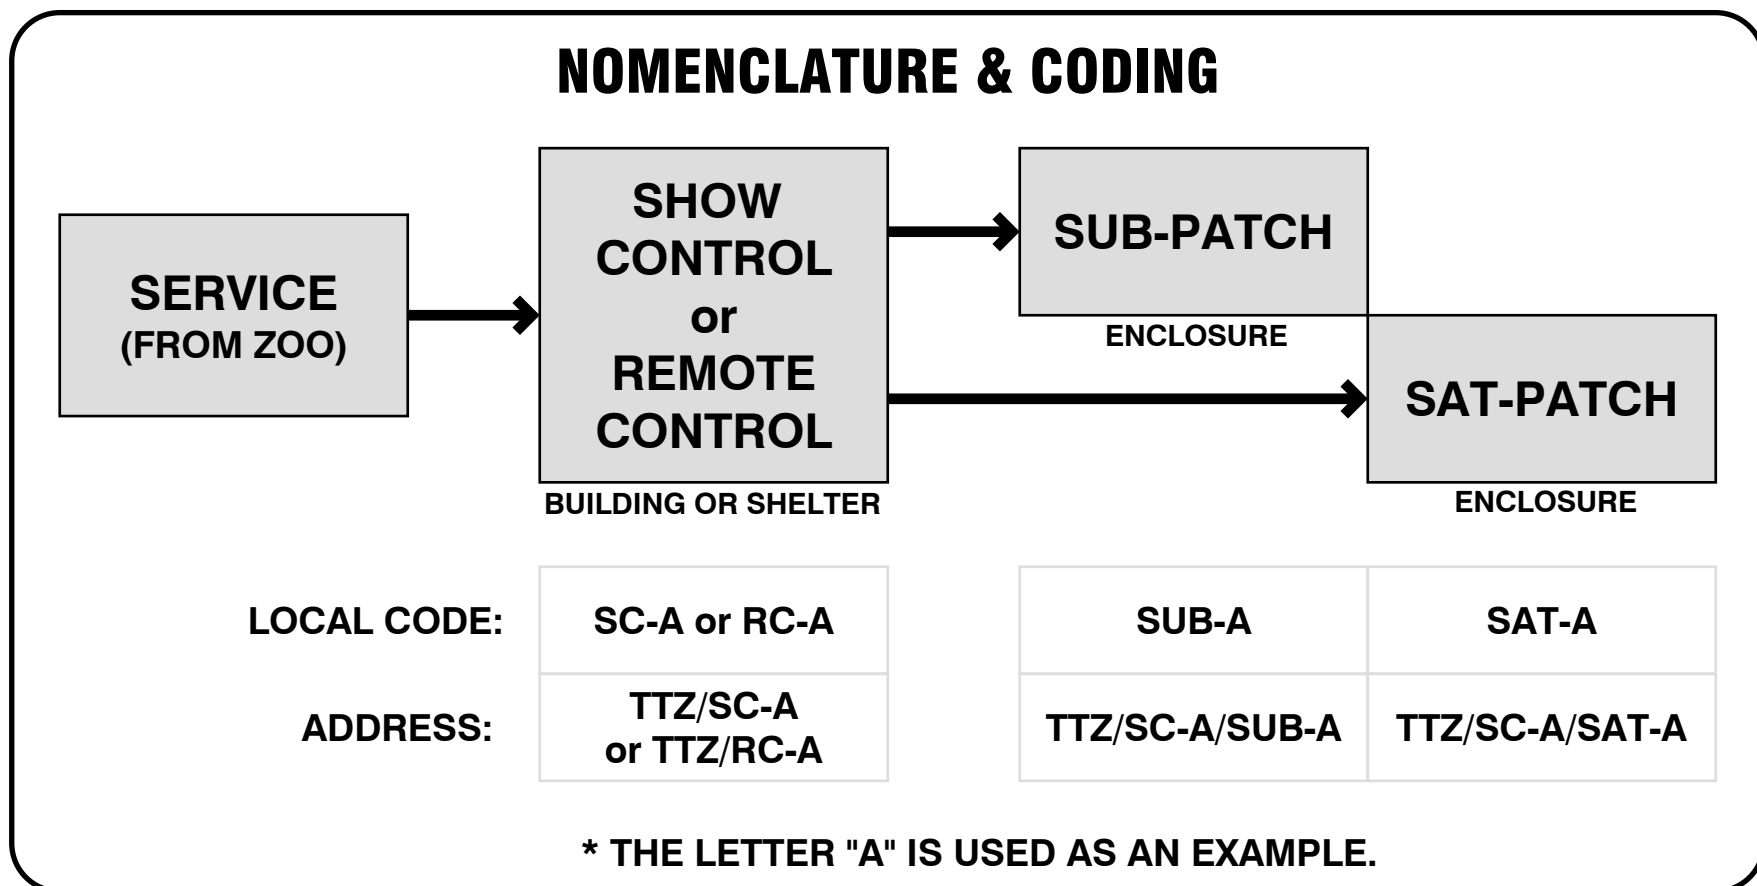 NOMENCLATURE & CODING
SERVICE
(FROM ZOO)
SHOW
CONTROL
or
REMOTE
CONTROL
BUILDING OR SHELTER
SUB-PATCH
ENCLOSURE
SAT-PATCH
ENCLOSURE
LOCAL CODE:
SC-A or RC-A
SUB-A
SAT-A
ADDRESS:
TTZ/SC-A
or TTZ/RC-A
TTZ/SC-A/SUB-A
TTZ/SC-A/SAT-A
* THE LETTER "A" IS USED AS AN EXAMPLE.